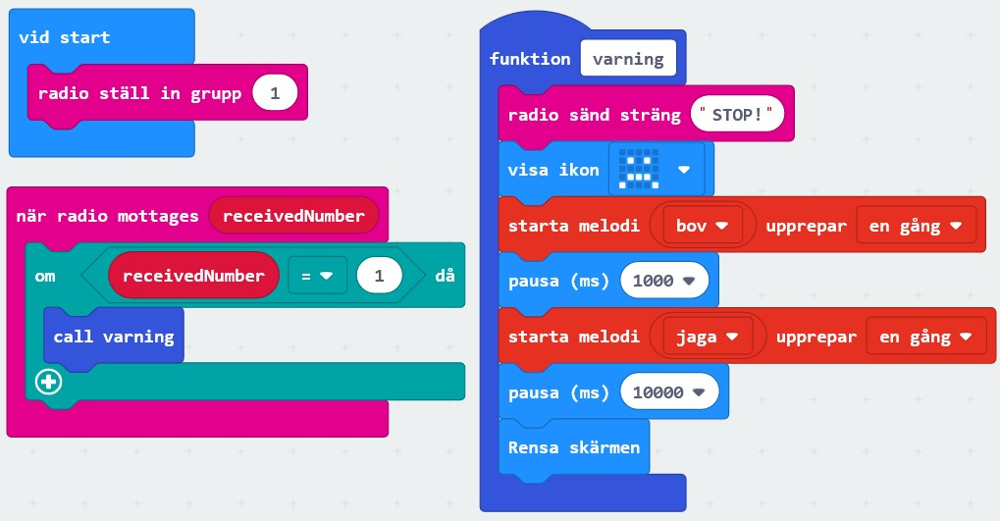 vid start
radio ställ in grupp 1
när radio mottages receivedNumber
om receivedNumber = 1 då
call varning
funktion varning
radio sänd sträng "STOP!"
visa ikon
starta melodi bov upprepar en gång
pausa (ms) 1000
starta melodi jaga upprepar en gång
pausa (ms) 10000
Rensa skärmen